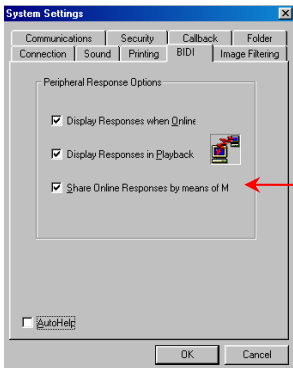 System Settings
Communications Security Callback Folder
Connection Sound Printing BIDI Image Filtering
Peripheral Response Options
Display Responses when Online
Display Responses in Playback
Share Online Responses by means of M
AutoHelp
OK Cancel